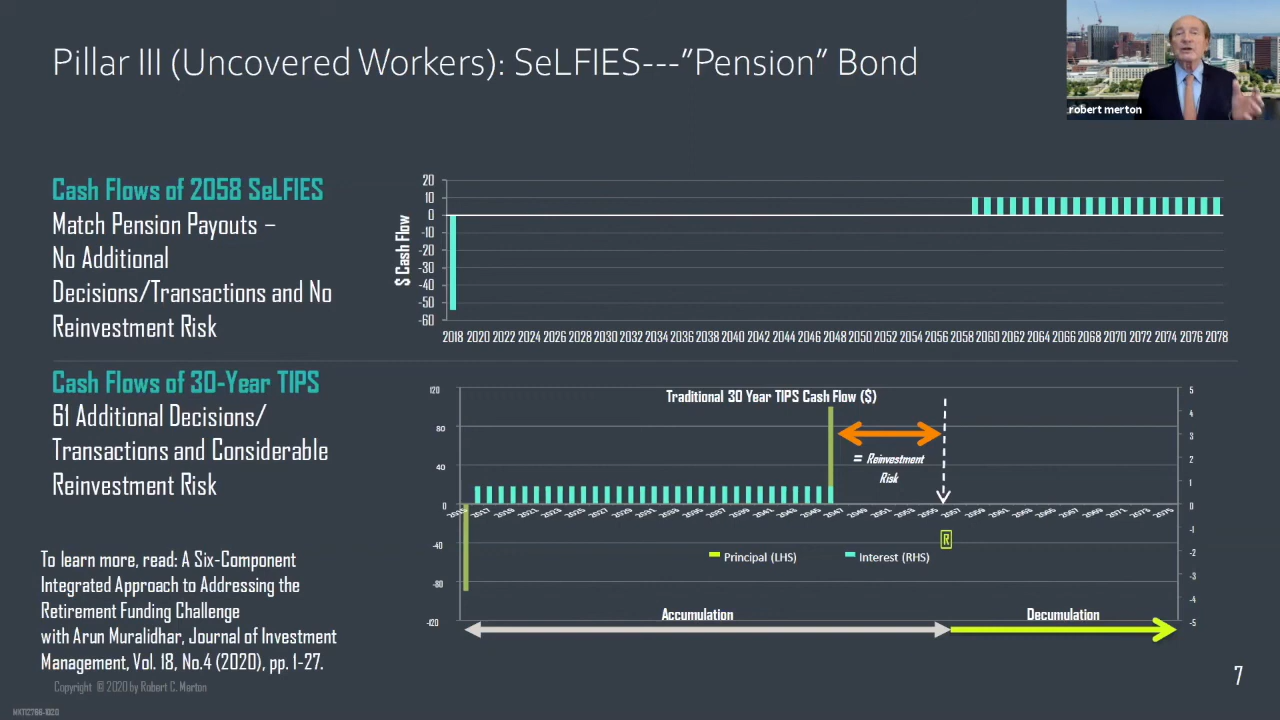 Pillar III (Uncovered Workers): SeLFIES---"Pension" Bond
robert merton
Cash Flows of 2058 SeLFIES
Match Pension Payouts –
No Additional
Decisions/Transactions and No
Reinvestment Risk
$ Cash Flow
20
10
0
-10
-20
-30
-40
-50
-60
2018 2020 2022 2024 2026 2028 2030 2032 2034 2036 2038 2040 2042 2044 2046 2048 2050 2052 2054 2056 2058 2060 2062 2064 2066 2068 2070 2072 2074 2076 2078
Cash Flows of 30-Year TIPS
61 Additional Decisions/
Transactions and Considerable
Reinvestment Risk
Traditional 30 Year TIPS Cash Flow ($)
120
80
40
0
-40
-80
-120
5
4
3
2
1
0
-1
-2
-3
-4
-5
= Reinvestment
Risk
R
Principal (LHS)
Interest (RHS)
Accumulation
Decumulation
To learn more, read: A Six-Component
Integrated Approach to Addressing the
Retirement Funding Challenge
with Arun Muralidhar, Journal of Investment
Management, Vol. 18, No.4 (2020), pp. 1-27.
Copyright © 2020 by Robert C. Merton
7